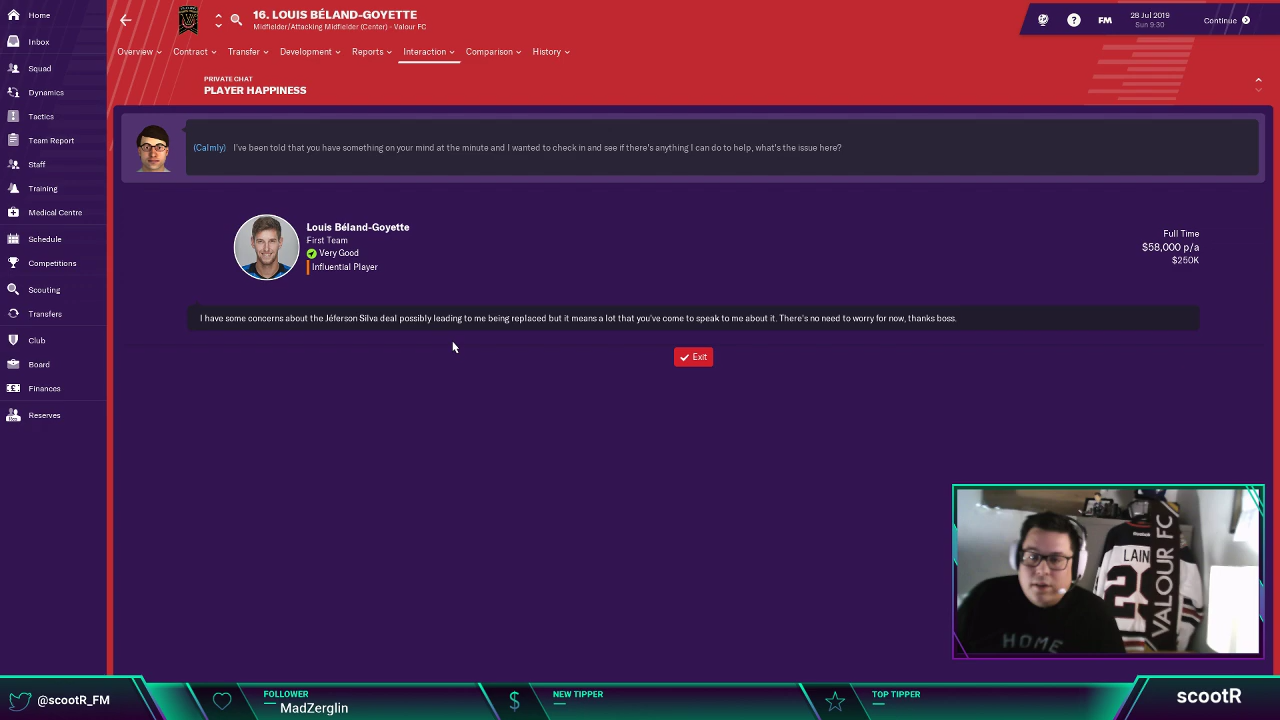 16. LOUIS BÉLAND-GOYETTE
Midfielder/Attacking Midfielder (Center) - Valour FC
FM
28 Jul 2019
Sun 9:30
Continue
Home
Inbox
Squad
Dynamics
Tactics
Team Report
Staff
Training
Medical Centre
Schedule
Competitions
Scouting
Transfers
Club
Board
Finances
Reserves
Overview
Contract
Transfer
Development
Reports
Interaction
Comparison
History
PRIVATE CHAT
PLAYER HAPPINESS
(Calmly) I've been told that you have something on your mind at the minute and I wanted to check in and see if there's anything I can do to help, what's the issue here?
Louis Béland-Goyette
First Team
Very Good
Influential Player
Full Time
$58,000 p/a
$250K
I have some concerns about the Jéferson Silva deal possibly leading to me being replaced but it means a lot that you've come to speak to me about it. There's no need to worry for now, thanks boss.
Exit
LAIN
2
VALOUR FC
HOME
@scootR_FM
FOLLOWER
MadZerglin
NEW TIPPER
TOP TIPPER
scootR